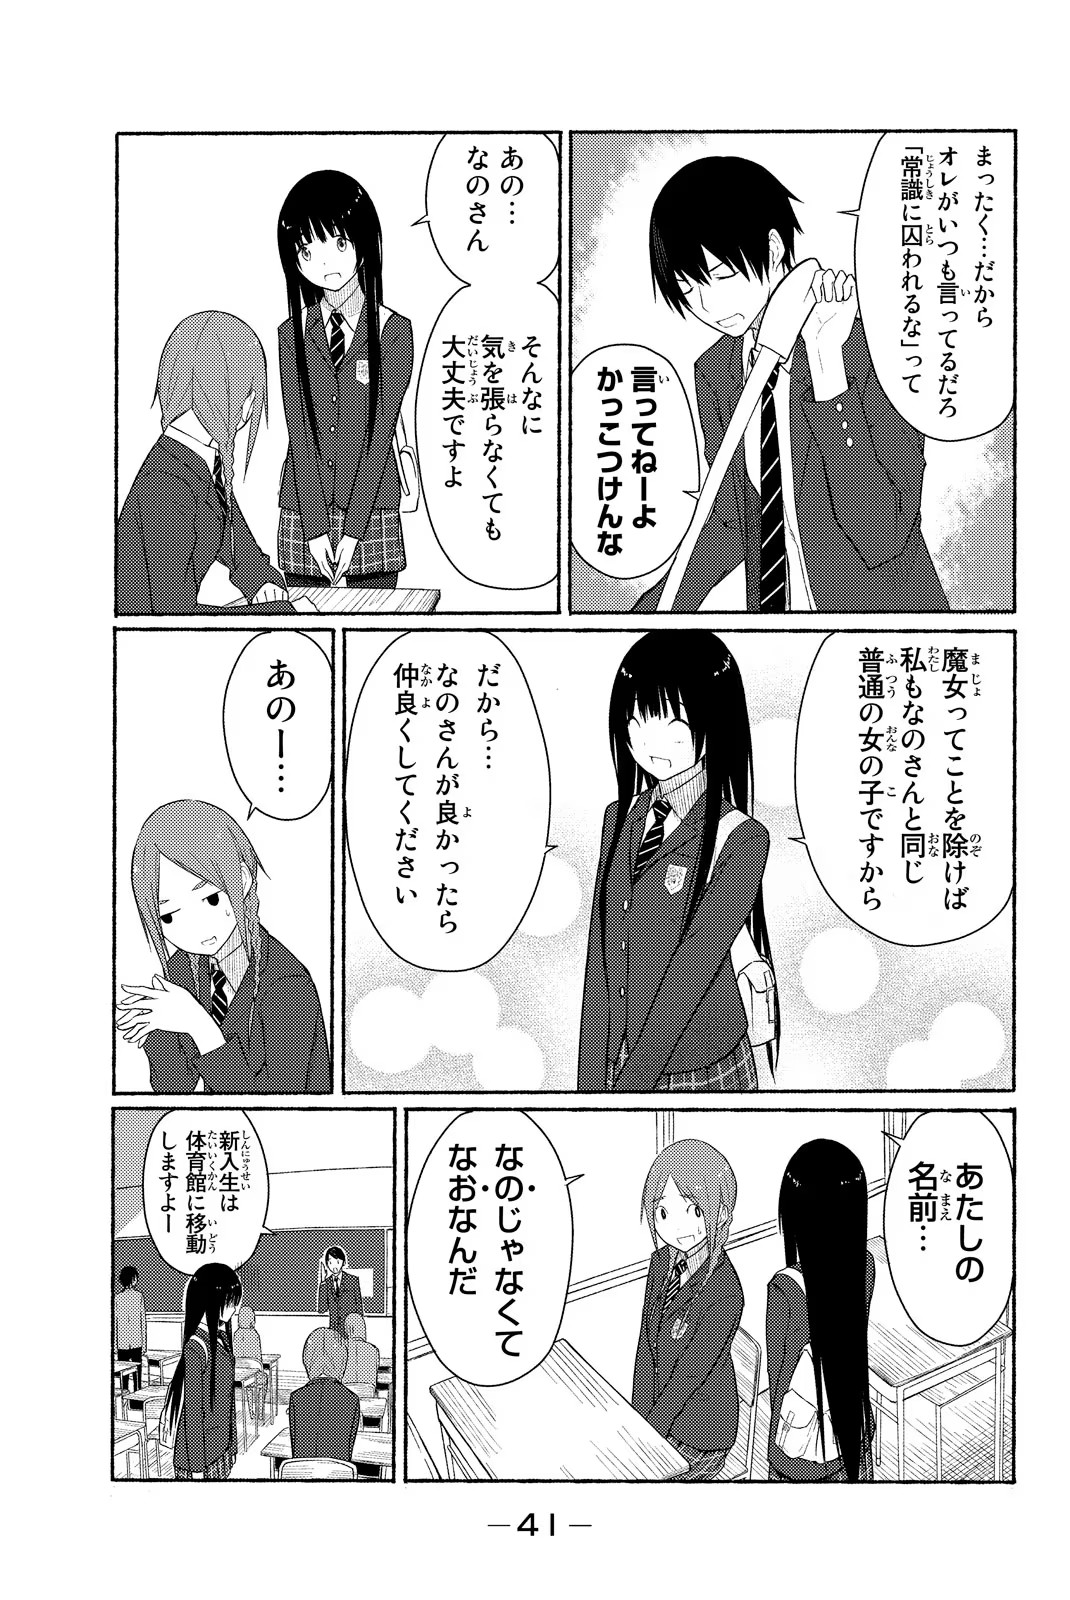 まったく…だから
オレがいつも言ってるだろ
「常識に囚われるな」って
言ってねーよ
かっこつけんな
あの…
なのさん
そんなに
気を張らなくても
大丈夫ですよ
魔女ってことを除けば
私もなのさんと同じ
普通の女の子ですから
だから…
なのさんが良かったら
仲良くしてください
あのー…
あたしの
名前…
なのじゃなくて
なおなんだ
新入生は
体育館に移動
しますよー
—41—